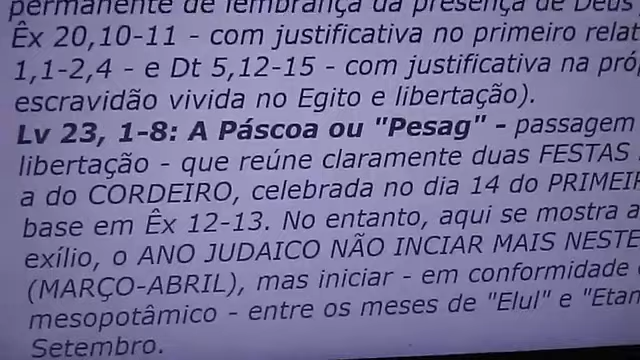 permanente de lembrança da presença de Deus
Êx 20,10-11 - com justificativa no primeiro relat
1,1-2,4 - e Dt 5,12-15 - com justificativa na pró
escravidão vivida no Egito e libertação).
Lv 23, 1-8: A Páscoa ou "Pesag" - passagem
libertação - que reúne claramente duas FESTAS
a do CORDEIRO, celebrada no dia 14 do PRIMEIR
base em Êx 12-13. No entanto, aqui se mostra a
exílio, o ANO JUDAICO NÃO INCIAR MAIS NESTE
(MARÇO-ABRIL), mas iniciar - em conformidade
mesopotâmico - entre os meses de "Elul" e "Etan
Setembro.